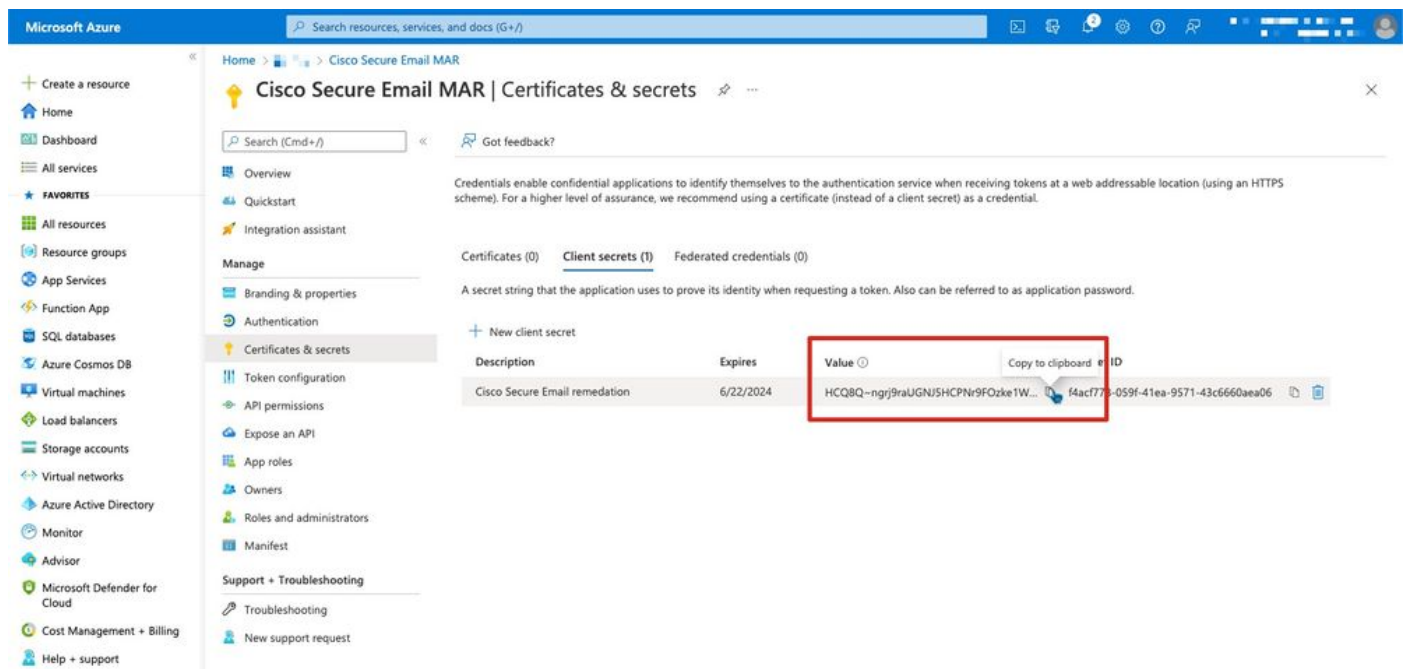 Microsoft Azure
Search resources, services, and docs (G+/)
2
Home > > Cisco Secure Email MAR
Cisco Secure Email MAR | Certificates & secrets
Create a resource
Home
Dashboard
All services
FAVORITES
All resources
Resource groups
App Services
Function App
SQL databases
Azure Cosmos DB
Virtual machines
Load balancers
Storage accounts
Virtual networks
Azure Active Directory
Monitor
Advisor
Microsoft Defender for
Cloud
Cost Management + Billing
Help + support
Search (Cmd+/)
Overview
Quickstart
Integration assistant
Manage
Branding & properties
Authentication
Certificates & secrets
Token configuration
API permissions
Expose an API
App roles
Owners
Roles and administrators
Manifest
Support + Troubleshooting
Troubleshooting
New support request
Got feedback?
Credentials enable confidential applications to identify themselves to the authentication service when receiving tokens at a web addressable location (using an HTTPS
scheme). For a higher level of assurance, we recommend using a certificate (instead of a client secret) as a credential.
Certificates (0) Client secrets (1) Federated credentials (0)
A secret string that the application uses to prove its identity when requesting a token. Also can be referred to as application password.
New client secret
Description Expires Value Copy to clipboard ID
Cisco Secure Email remedation 6/22/2024 HCQ8Q~ngrj9raUGNJ5HCPNr9FOzke1W...